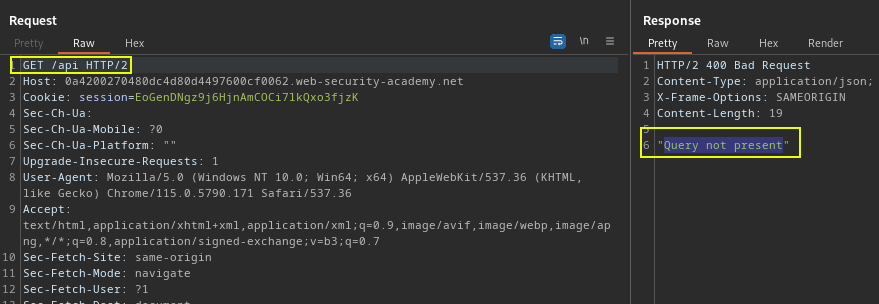 Request
Pretty Raw Hex
\n
1 GET /api HTTP/2
2 Host: 0a4200270480dc4d80d4497600cf0062.web-security-academy.net
3 Cookie: session=EoGenDNgz9j6HjnAmCOCi7lkQxo3fjzK
4 Sec-Ch-Ua:
5 Sec-Ch-Ua-Mobile: ?0
6 Sec-Ch-Ua-Platform: ""
7 Upgrade-Insecure-Requests: 1
8 User-Agent: Mozilla/5.0 (Windows NT 10.0; Win64; x64) AppleWebKit/537.36 (KHTML,
like Gecko) Chrome/115.0.5790.171 Safari/537.36
9 Accept:
text/html,application/xhtml+xml,application/xml;q=0.9,image/avif,image/webp,image/ap
ng,*/*;q=0.8,application/signed-exchange;v=b3;q=0.7
10 Sec-Fetch-Site: same-origin
11 Sec-Fetch-Mode: navigate
12 Sec-Fetch-User: ?1
13 Sec-Fetch-Dest: document
Response
Pretty Raw Hex Render
1 HTTP/2 400 Bad Request
2 Content-Type: application/json;
3 X-Frame-Options: SAMEORIGIN
4 Content-Length: 19
5
6 "Query not present"